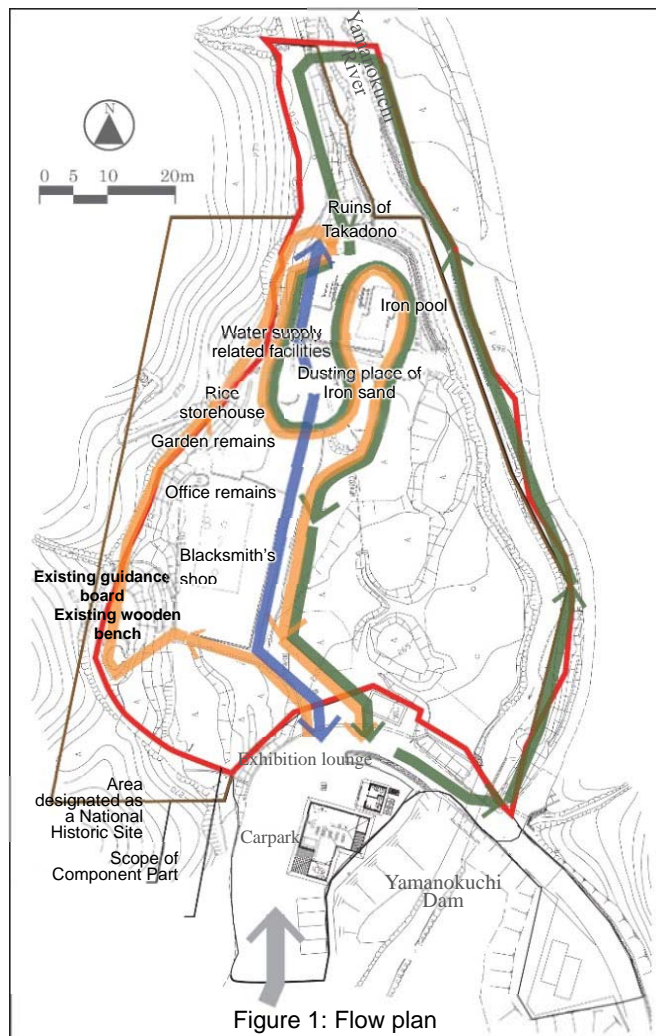 Yamanokuchi
River
N
0 5 10 20m
Ruins of
Takadono
Iron pool
Water supply
related facilities
Dusting place of
Iron sand
Rice
storehouse
Garden remains
Office remains
Blacksmith's
shop
Existing guidance
board
Existing wooden
bench
Exhibition lounge
Area
designated as
a National
Historic Site
Scope of
Component Part
Carpark
Yamanokuchi
Dam
Figure 1: Flow plan